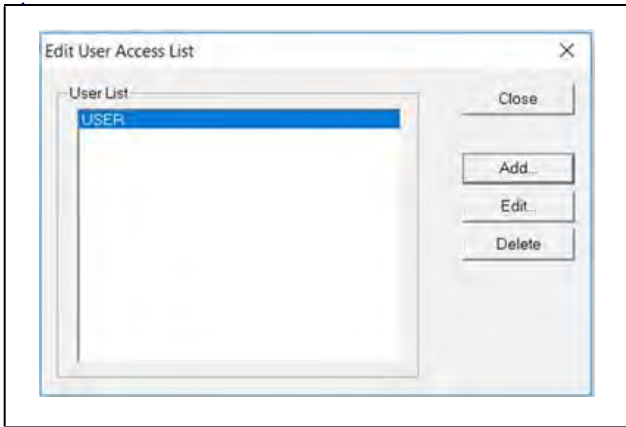 Edit User Access List
User List
Close
USER
Add...
Edit...
Delete